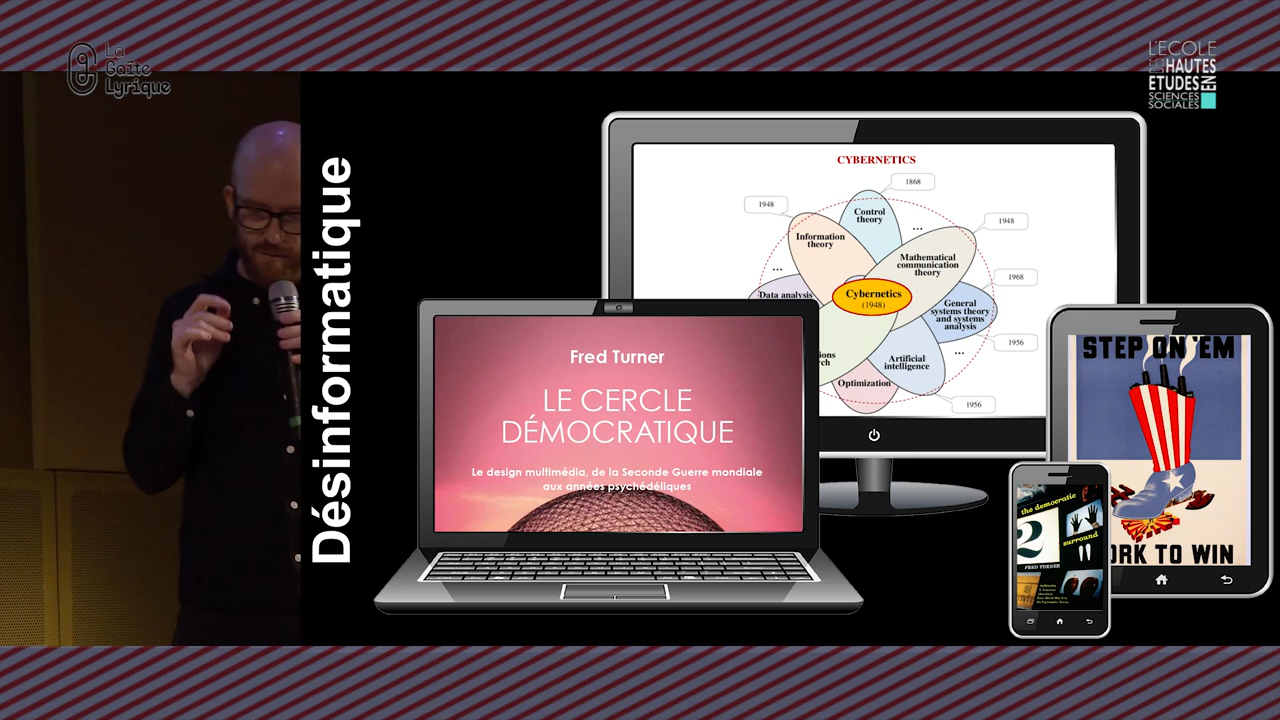 La
Gaîte
Lyrique
L'ECOLE
DES HAUTES
ETUDES EN
SCIENCES
SOCIALES
Désinformatique
CYBERNETICS
1868
1948
Control
theory
1948
Information
theory
...
Mathematical
communication
theory
...
1968
Data analysis
Cybernetics
(1948)
General
systems theory
and systems
analysis
1956
...
Artificial
intelligence
Optimization
1956
Fred Turner
LE CERCLE
DÉMOCRATIQUE
Le design multimédia, de la Seconde Guerre mondiale
aux années psychédéliques
STEP ON 'EM
ORK TO WIN
the democratic
surround
2
FRED TURNER